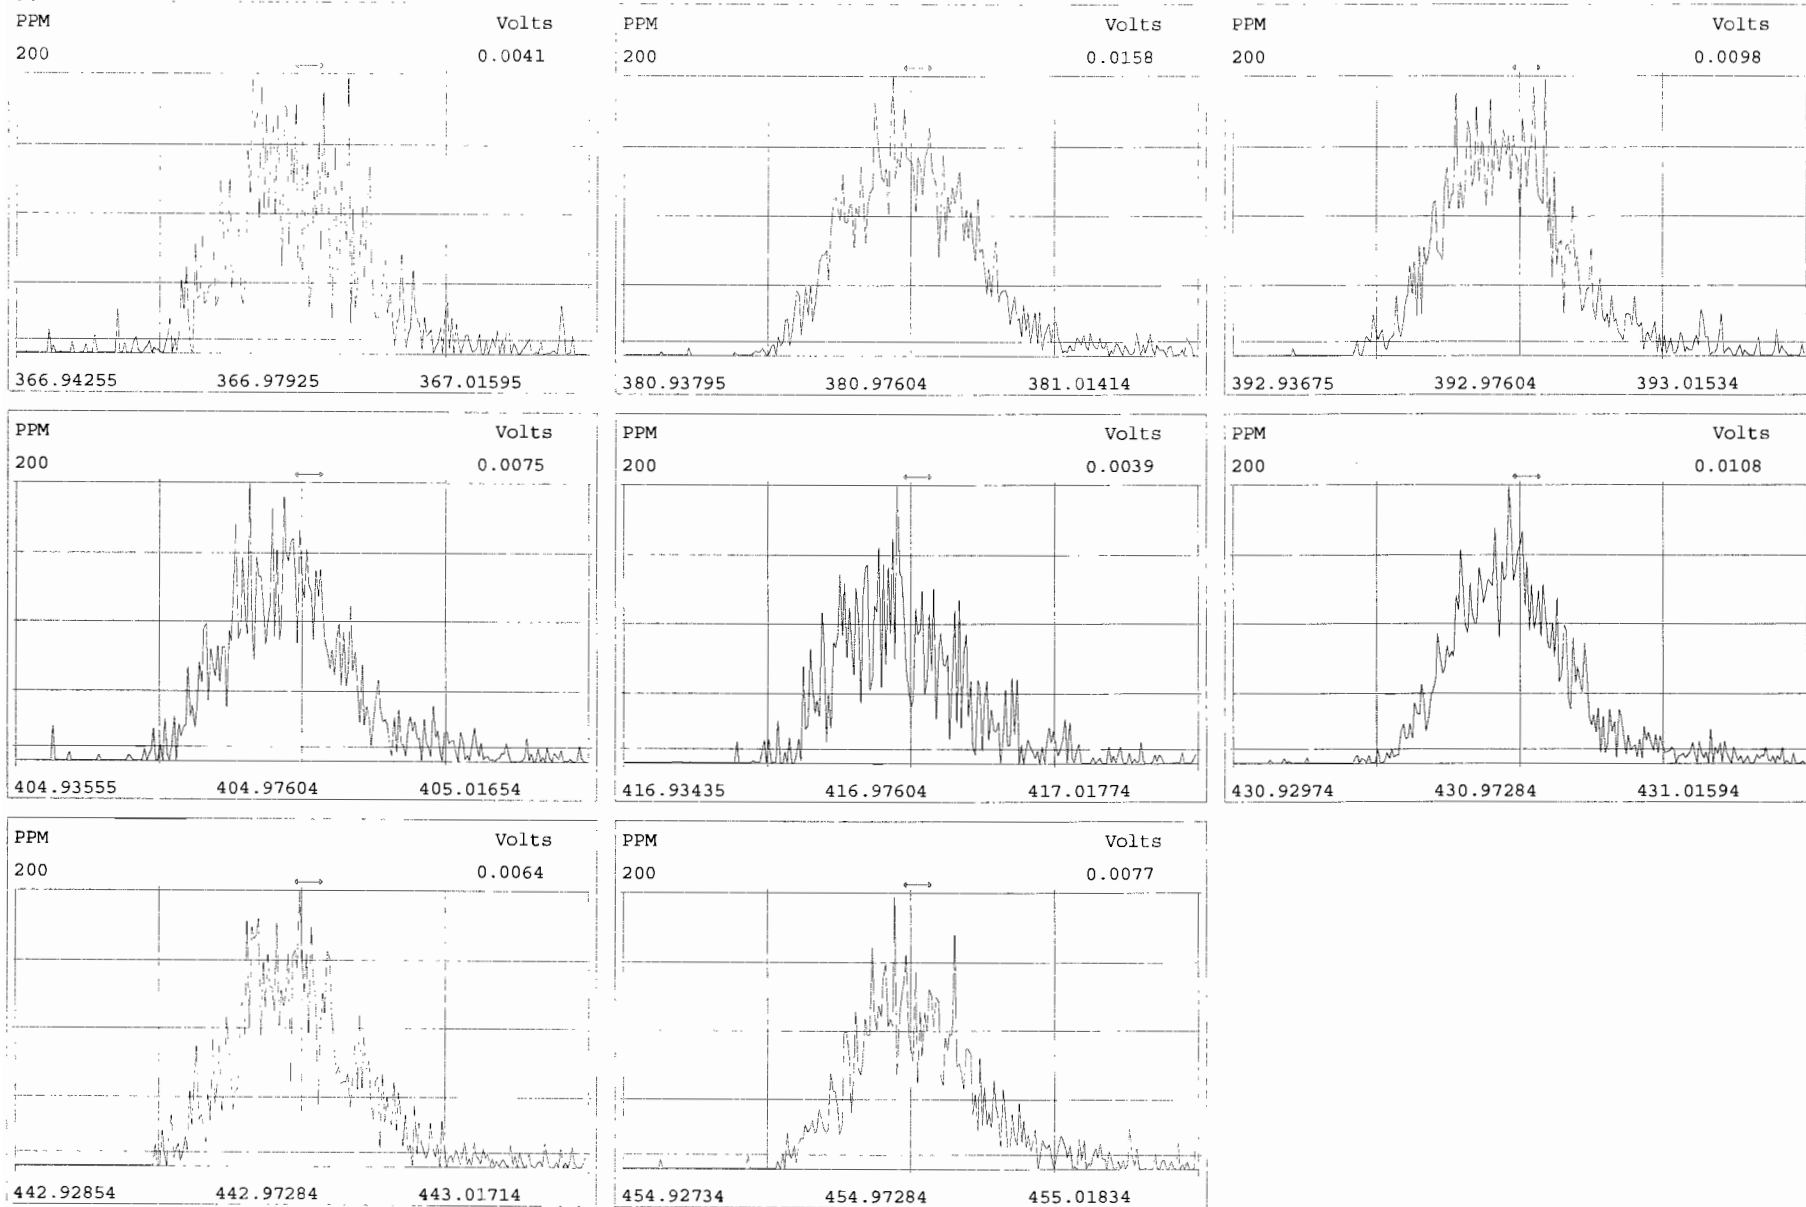 PPM Volts
200 0.0041
366.94255 366.97925 367.01595
PPM Volts
200 0.0158
380.93795 380.97604 381.01414
PPM Volts
200 0.0098
392.93675 392.97604 393.01534
PPM Volts
200 0.0075
404.93555 404.97604 405.01654
PPM Volts
200 0.0039
416.93435 416.97604 417.01774
PPM Volts
200 0.0108
430.92974 430.97284 431.01594
PPM Volts
200 0.0064
442.92854 442.97284 443.01714
PPM Volts
200 0.0077
454.92734 454.97284 455.01834